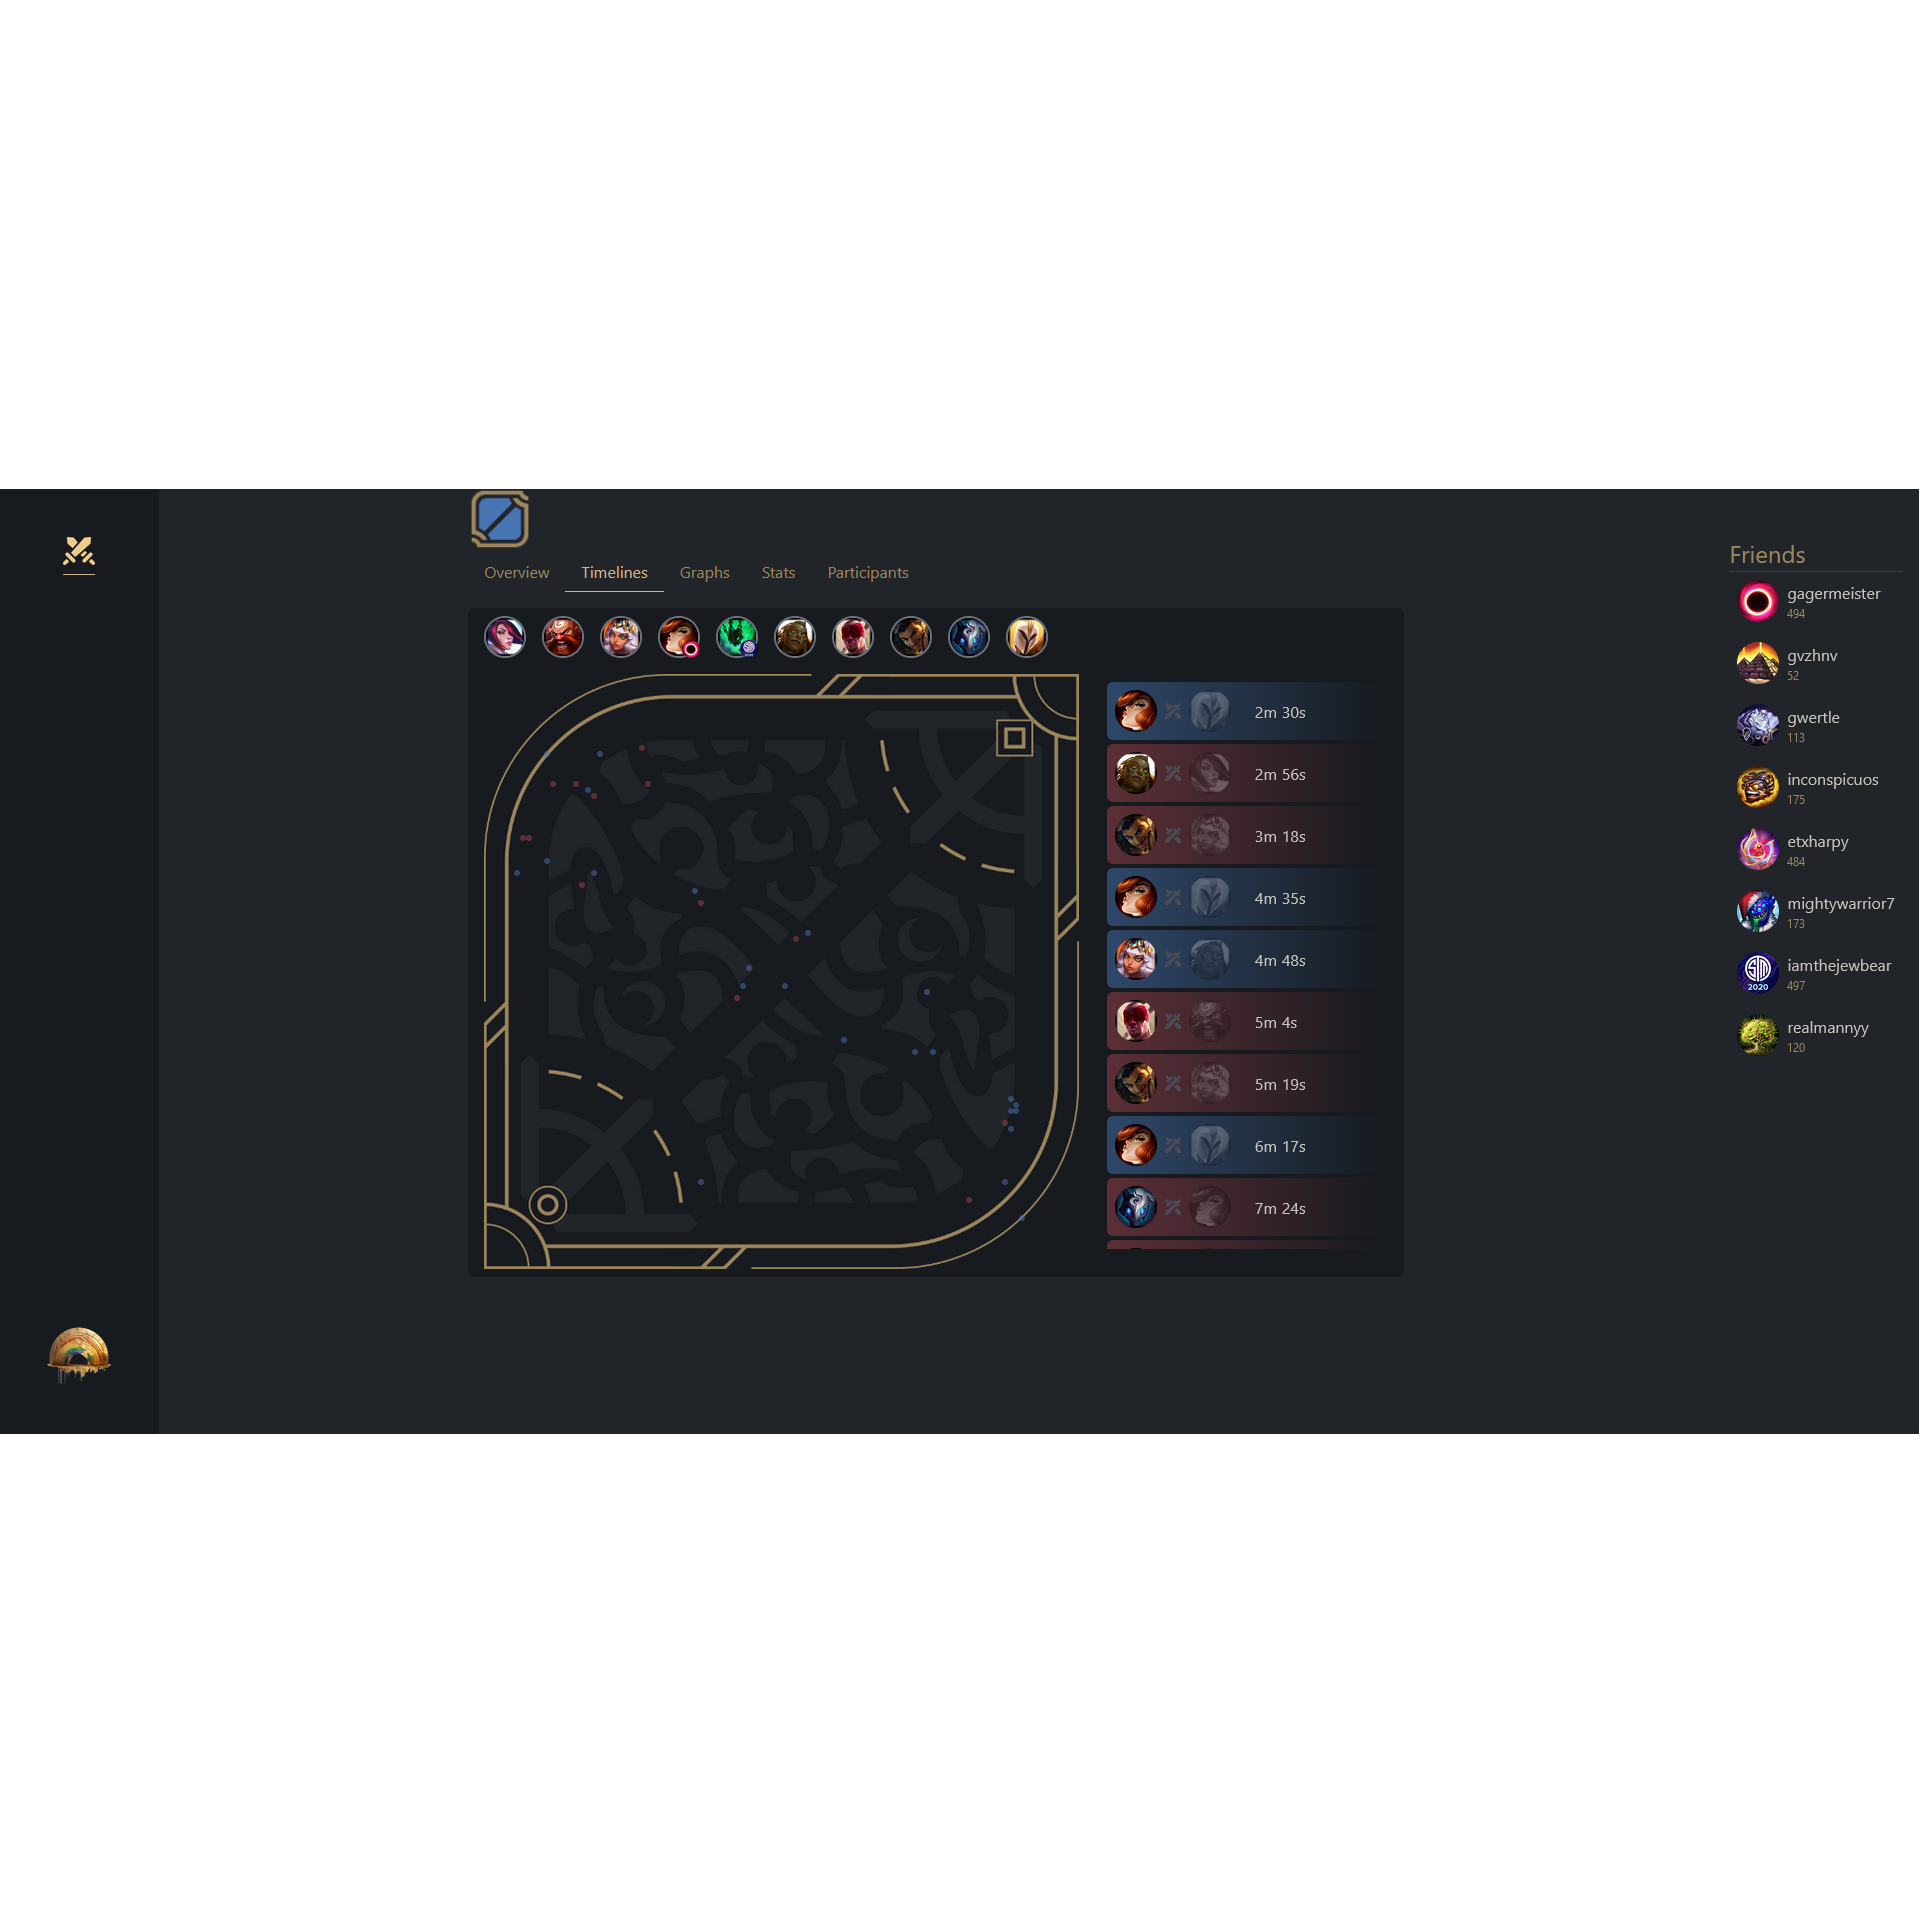 Overview Timelines Graphs Stats Participants
2m 30s
2m 56s
3m 18s
4m 35s
4m 48s
5m 4s
5m 19s
6m 17s
7m 24s
Friends
gagermeister
494
gvzhnv
52
gwertle
113
inconspicuos
175
etxharpy
484
mightywarrior7
173
iamthejewbear
497
2020
realmannyy
120